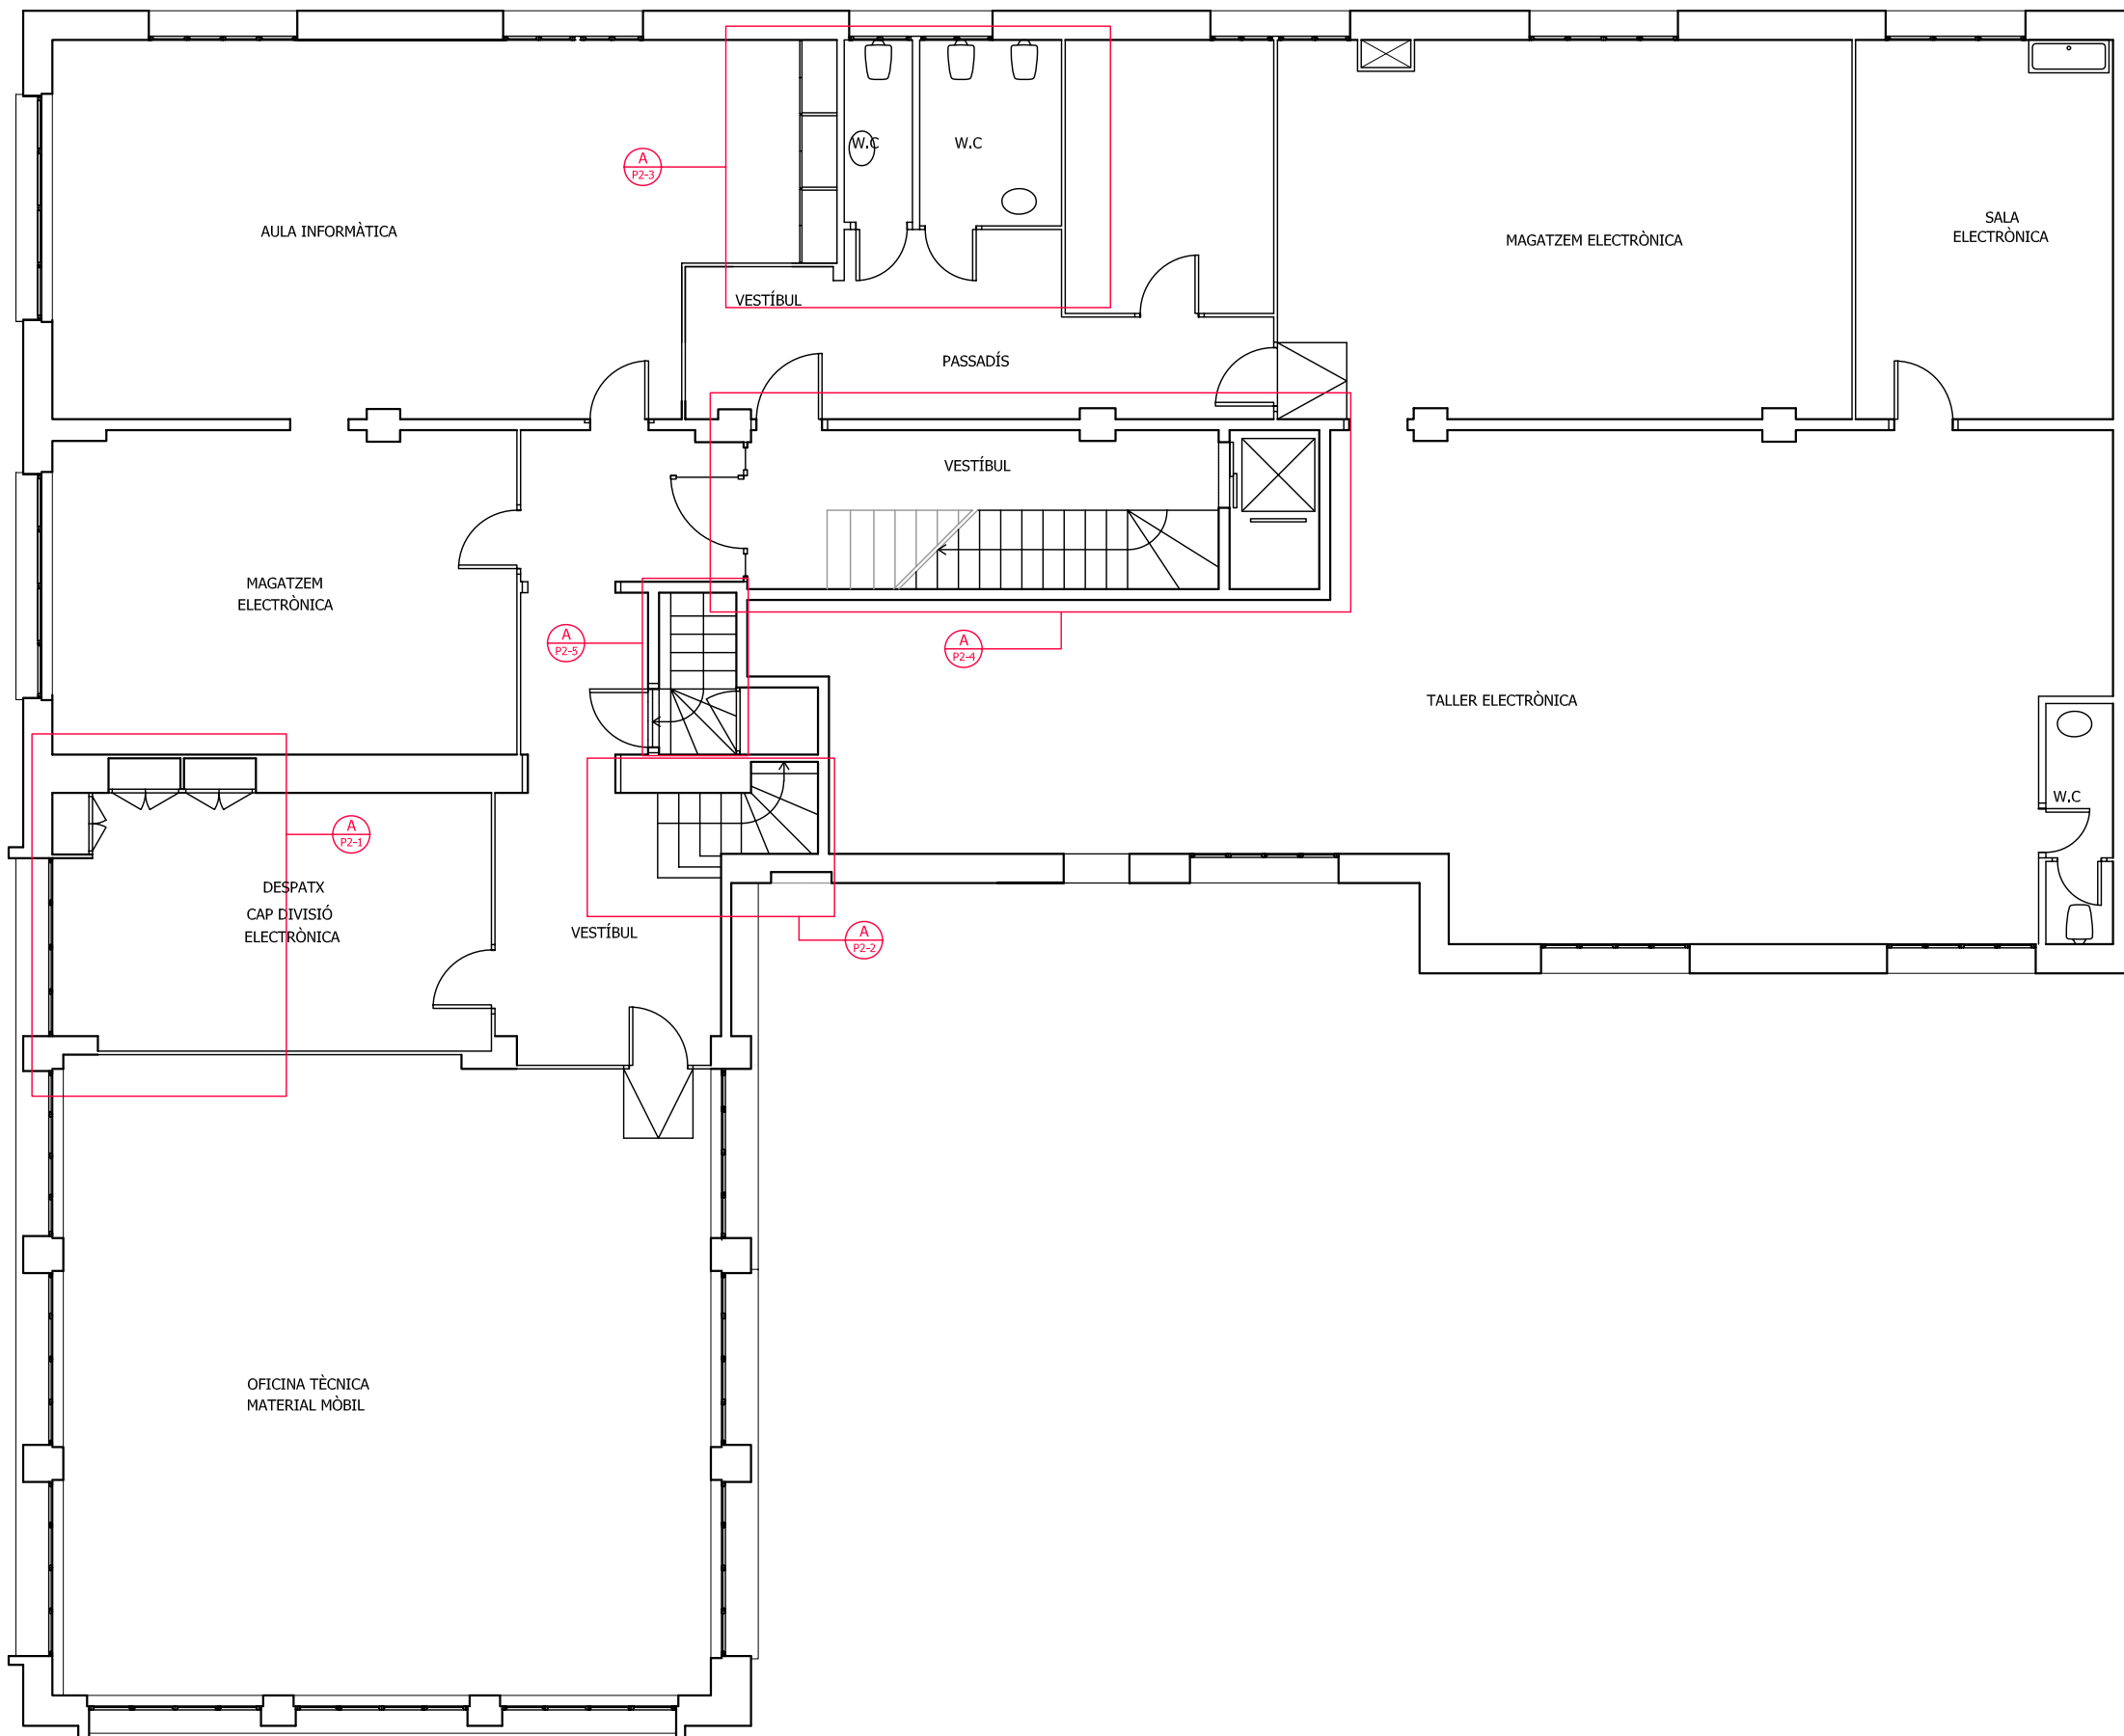 A
P2-3
W.C
W.C
AULA INFORMÀTICA
MAGATZEM ELECTRÒNICA
SALA
ELECTRÒNICA
VESTÍBUL
PASSADÍS
VESTÍBUL
MAGATZEM
ELECTRÒNICA
A
P2-5
A
P2-4
TALLER ELECTRÒNICA
W.C
A
P2-1
DESPATX
CAP DIVISIÓ
ELECTRÒNICA
VESTÍBUL
A
P2-2
OFICINA TÈCNICA
MATERIAL MÒBIL